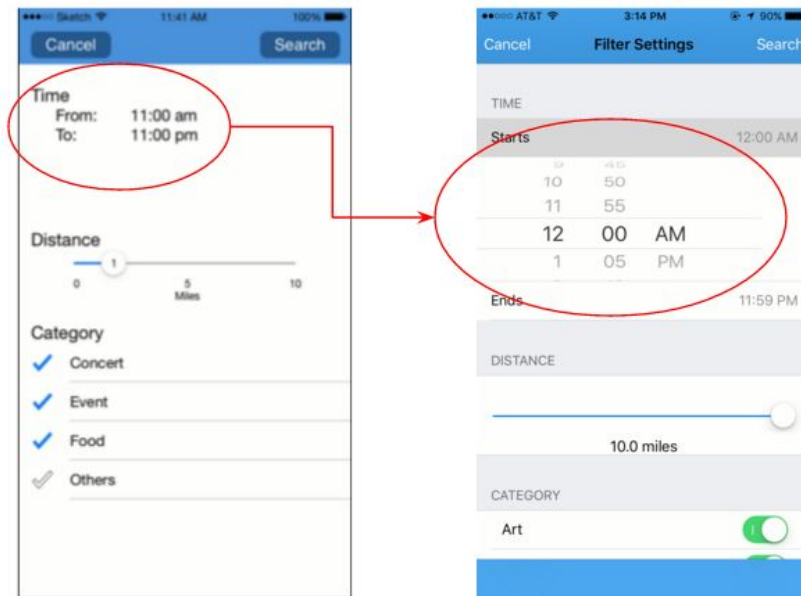 Sketch 11:41 AM 100%
Cancel Search
Time
From: 11:00 am
To: 11:00 pm
Distance
1
0 5 10
Miles
Category
Concert
Event
Food
Others
AT&T 3:14 PM 90%
Cancel Filter Settings Search
TIME
Starts 12:00 AM
9 45
10 50
11 55
12 00 AM
1 05 PM
Ends 11:59 PM
DISTANCE
10.0 miles
CATEGORY
Art